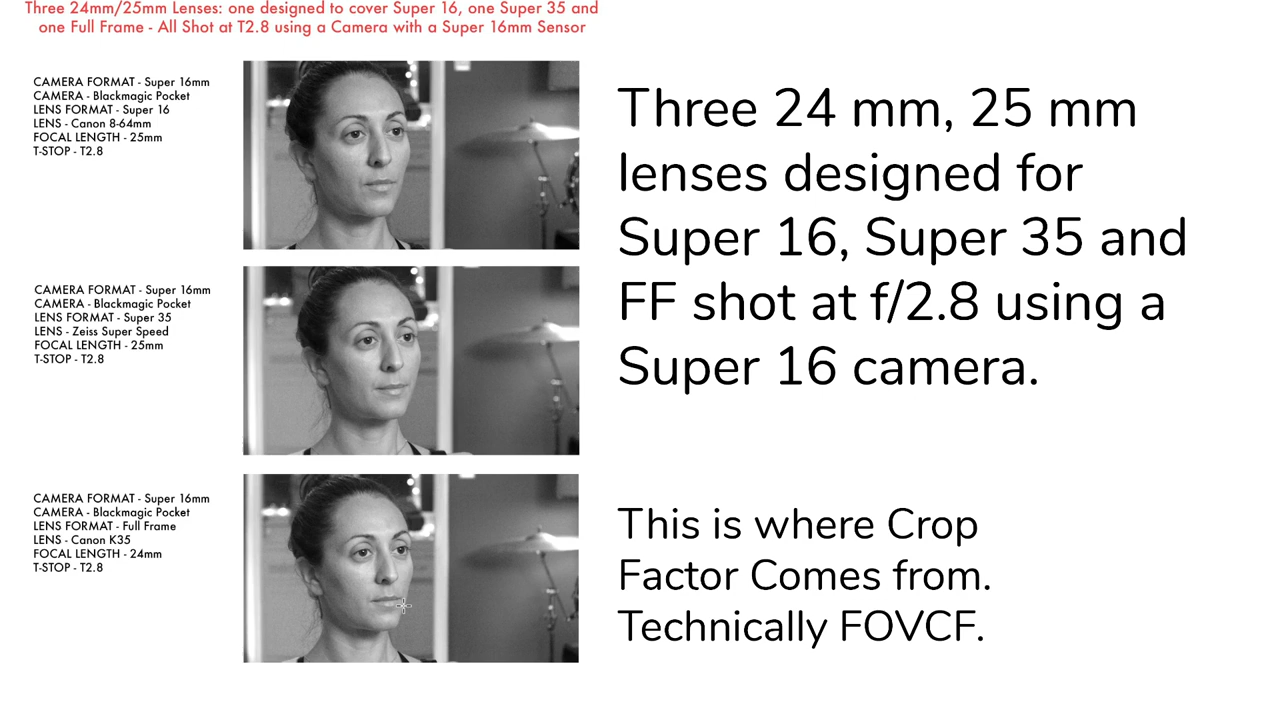 Three 24mm/25mm Lenses: one designed to cover Super 16, one Super 35 and
one Full Frame - All Shot at T2.8 using a Camera with a Super 16mm Sensor
CAMERA FORMAT - Super 16mm
CAMERA - Blackmagic Pocket
LENS FORMAT - Super 16
LENS - Canon 8-64mm
FOCAL LENGTH - 25mm
T-STOP - T2.8
CAMERA FORMAT - Super 16mm
CAMERA - Blackmagic Pocket
LENS FORMAT - Super 35
LENS - Zeiss Super Speed
FOCAL LENGTH - 25mm
T-STOP - T2.8
CAMERA FORMAT - Super 16mm
CAMERA - Blackmagic Pocket
LENS FORMAT - Full Frame
LENS - Canon K35
FOCAL LENGTH - 24mm
T-STOP - T2.8
Three 24 mm, 25 mm
lenses designed for
Super 16, Super 35 and
FF shot at f/2.8 using a
Super 16 camera.
This is where Crop
Factor Comes from.
Technically FOVCF.